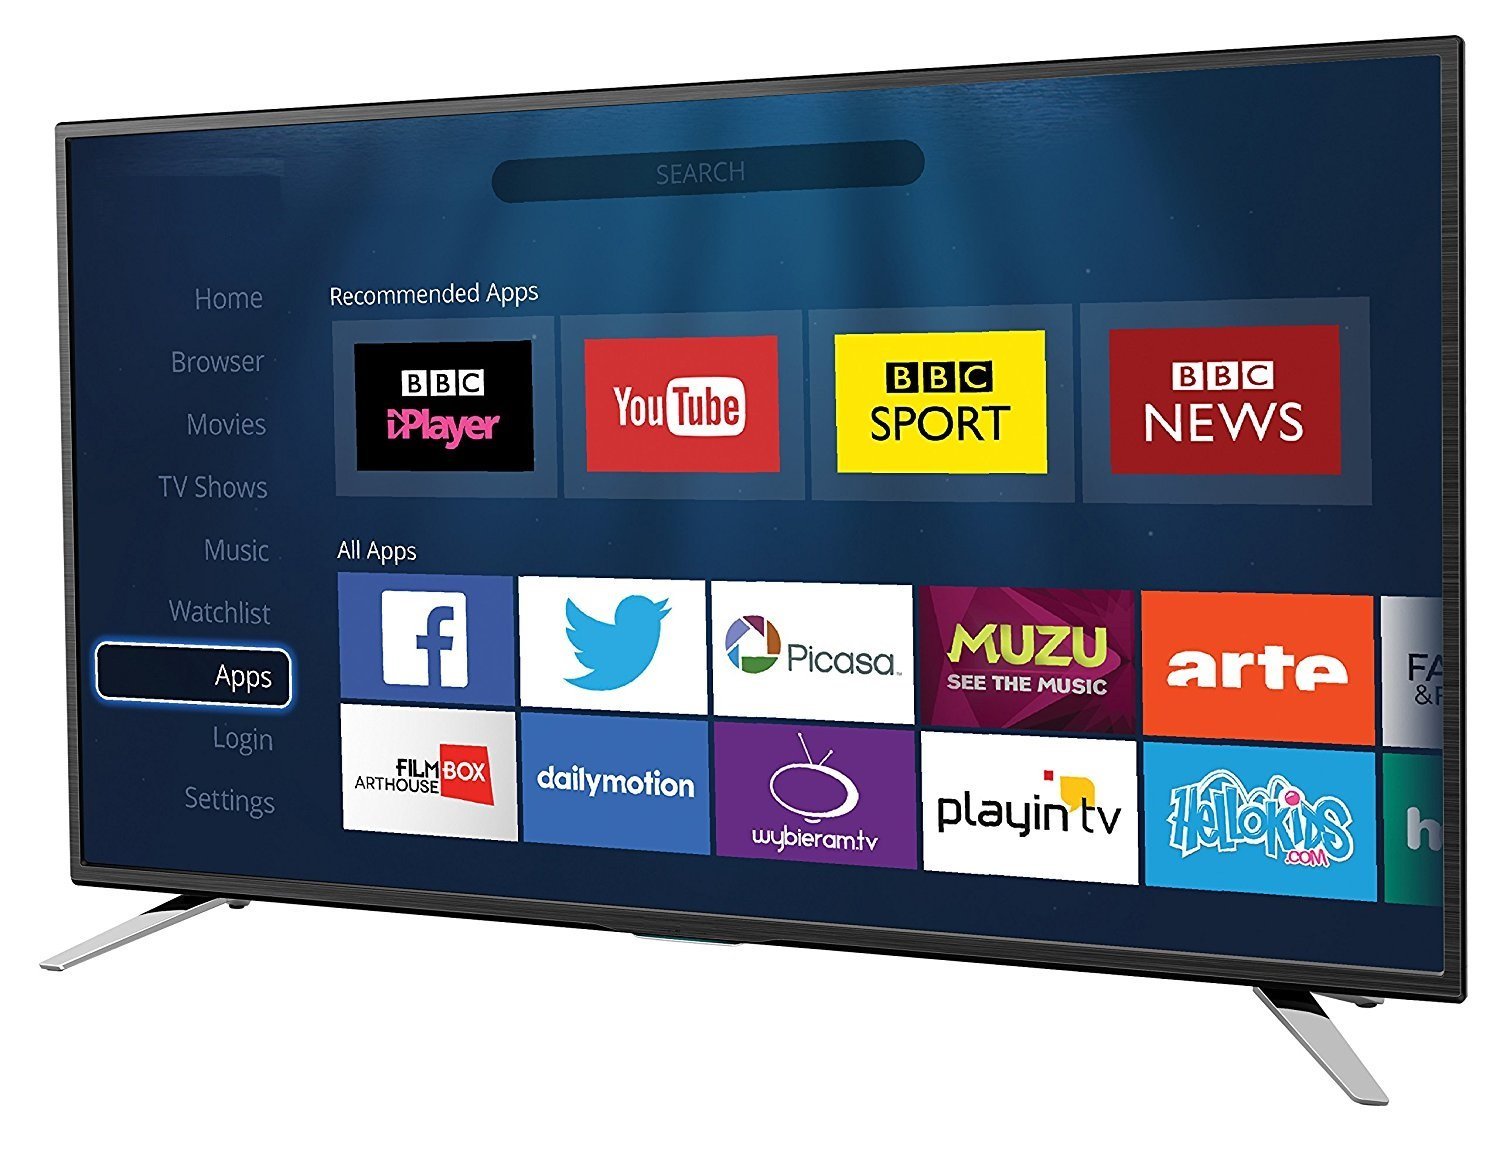 SEARCH
Home
Browser
Movies
TV Shows
Music
Watchlist
Apps
Login
Settings
Recommended Apps
BBC
iPlayer
YouTube
BBC
SPORT
BBC
NEWS
All Apps
f
Picasa
MUZU
SEE THE MUSIC
arte
FILM BOX
ARTHOUSE
dailymotion
wybieram.tv
playin tv
HELLOKIDS
.COM